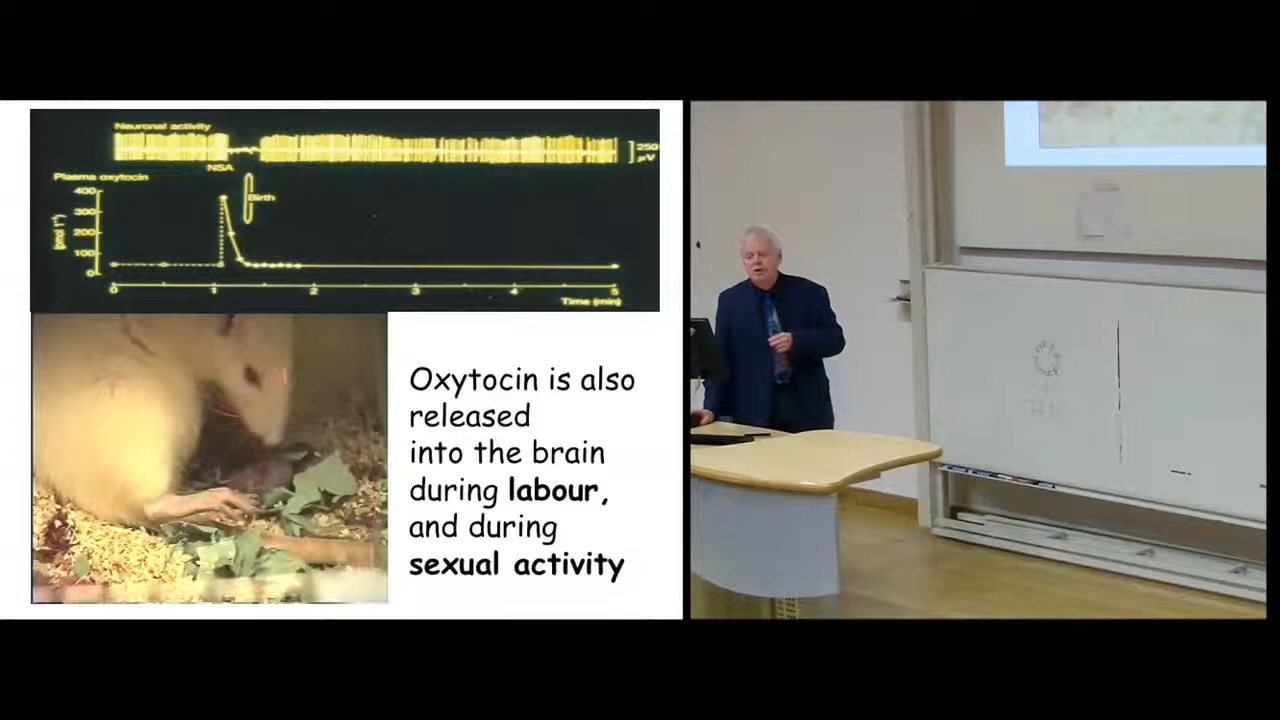 Neuronal activity
250
µV
NSA
Plasma oxytocin
400
300
200
100
0
Birth
0 1 2 3 4 5
Time (min)
Oxytocin is also
released
into the brain
during labour,
and during
sexual activity